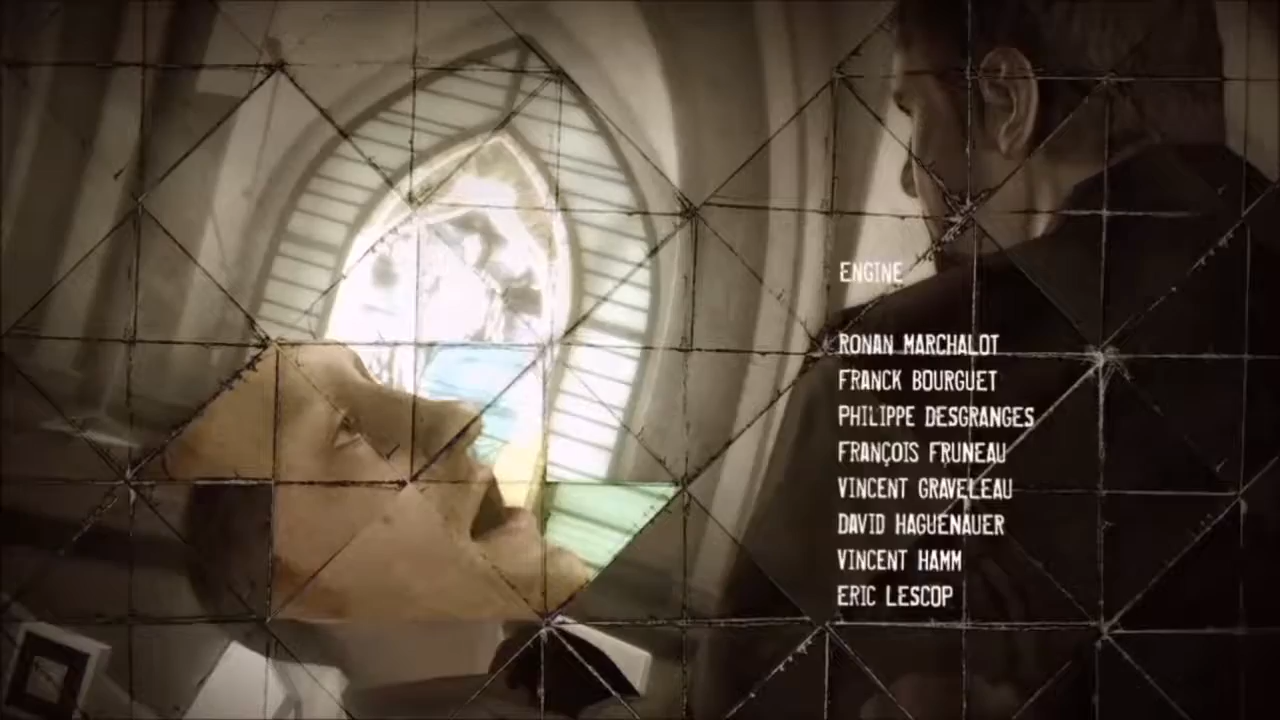 ENGINE
RONAN MARCHALOT
FRANCK BOURGUET
PHILIPPE DESGRANGES
FRANÇOIS FRUNEAU
VINCENT GRAVELEAU
DAVID HAGUENAUER
VINCENT HAMM
ERIC LESCOP